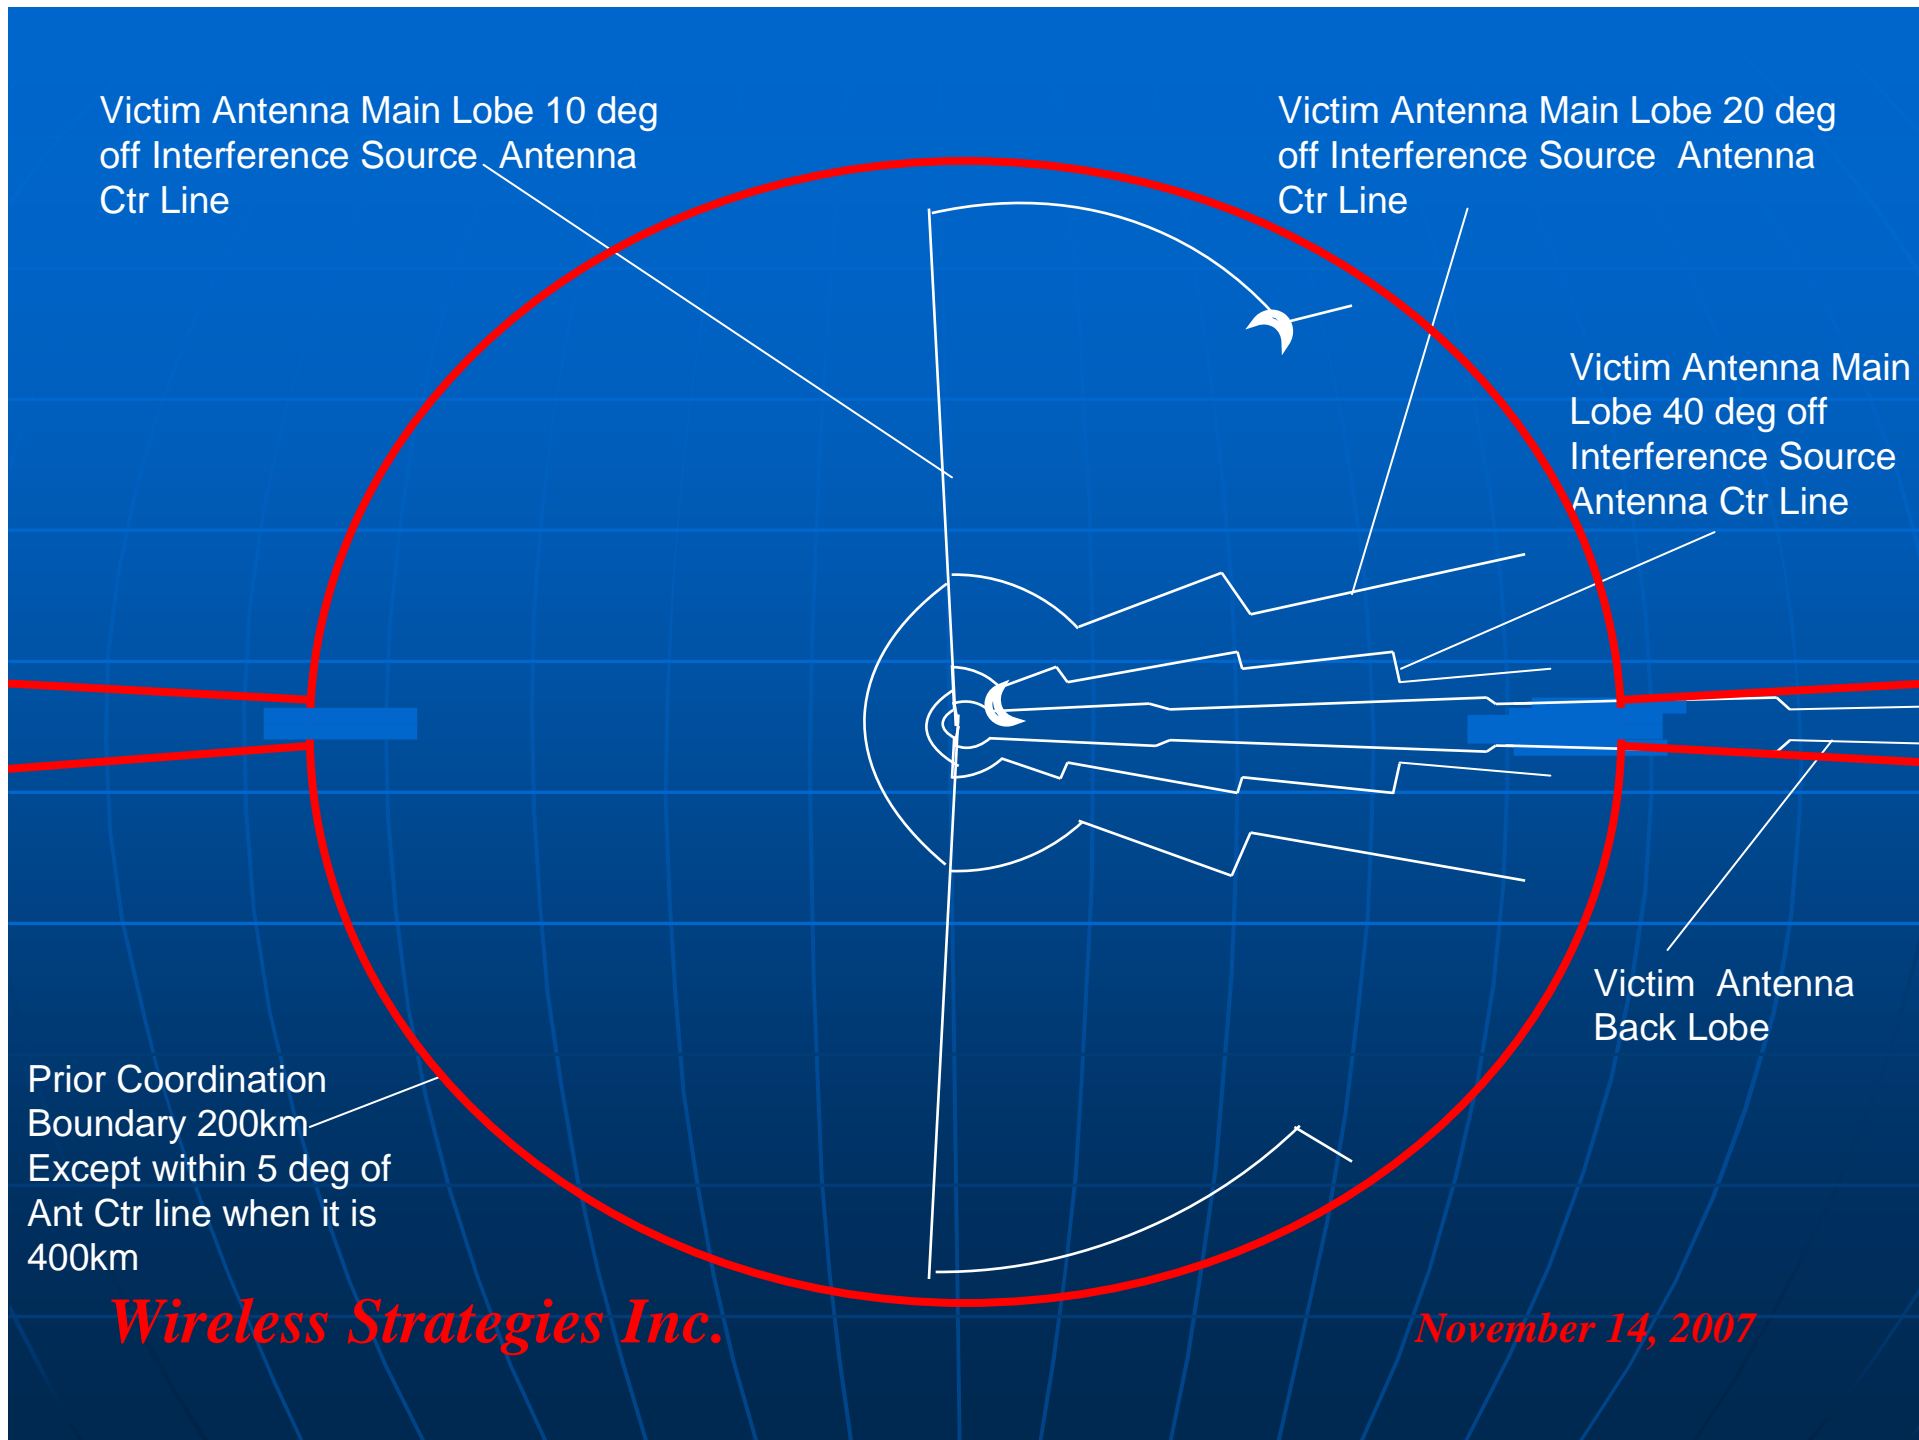 Victim Antenna Main Lobe 10 deg
off Interference Source Antenna
Ctr Line
Victim Antenna Main Lobe 20 deg
off Interference Source Antenna
Ctr Line
Victim Antenna Main
Lobe 40 deg off
Interference Source
Antenna Ctr Line
Victim Antenna
Back Lobe
Prior Coordination
Boundary 200km
Except within 5 deg of
Ant Ctr line when it is
400km
Wireless Strategies Inc.
November 14, 2007